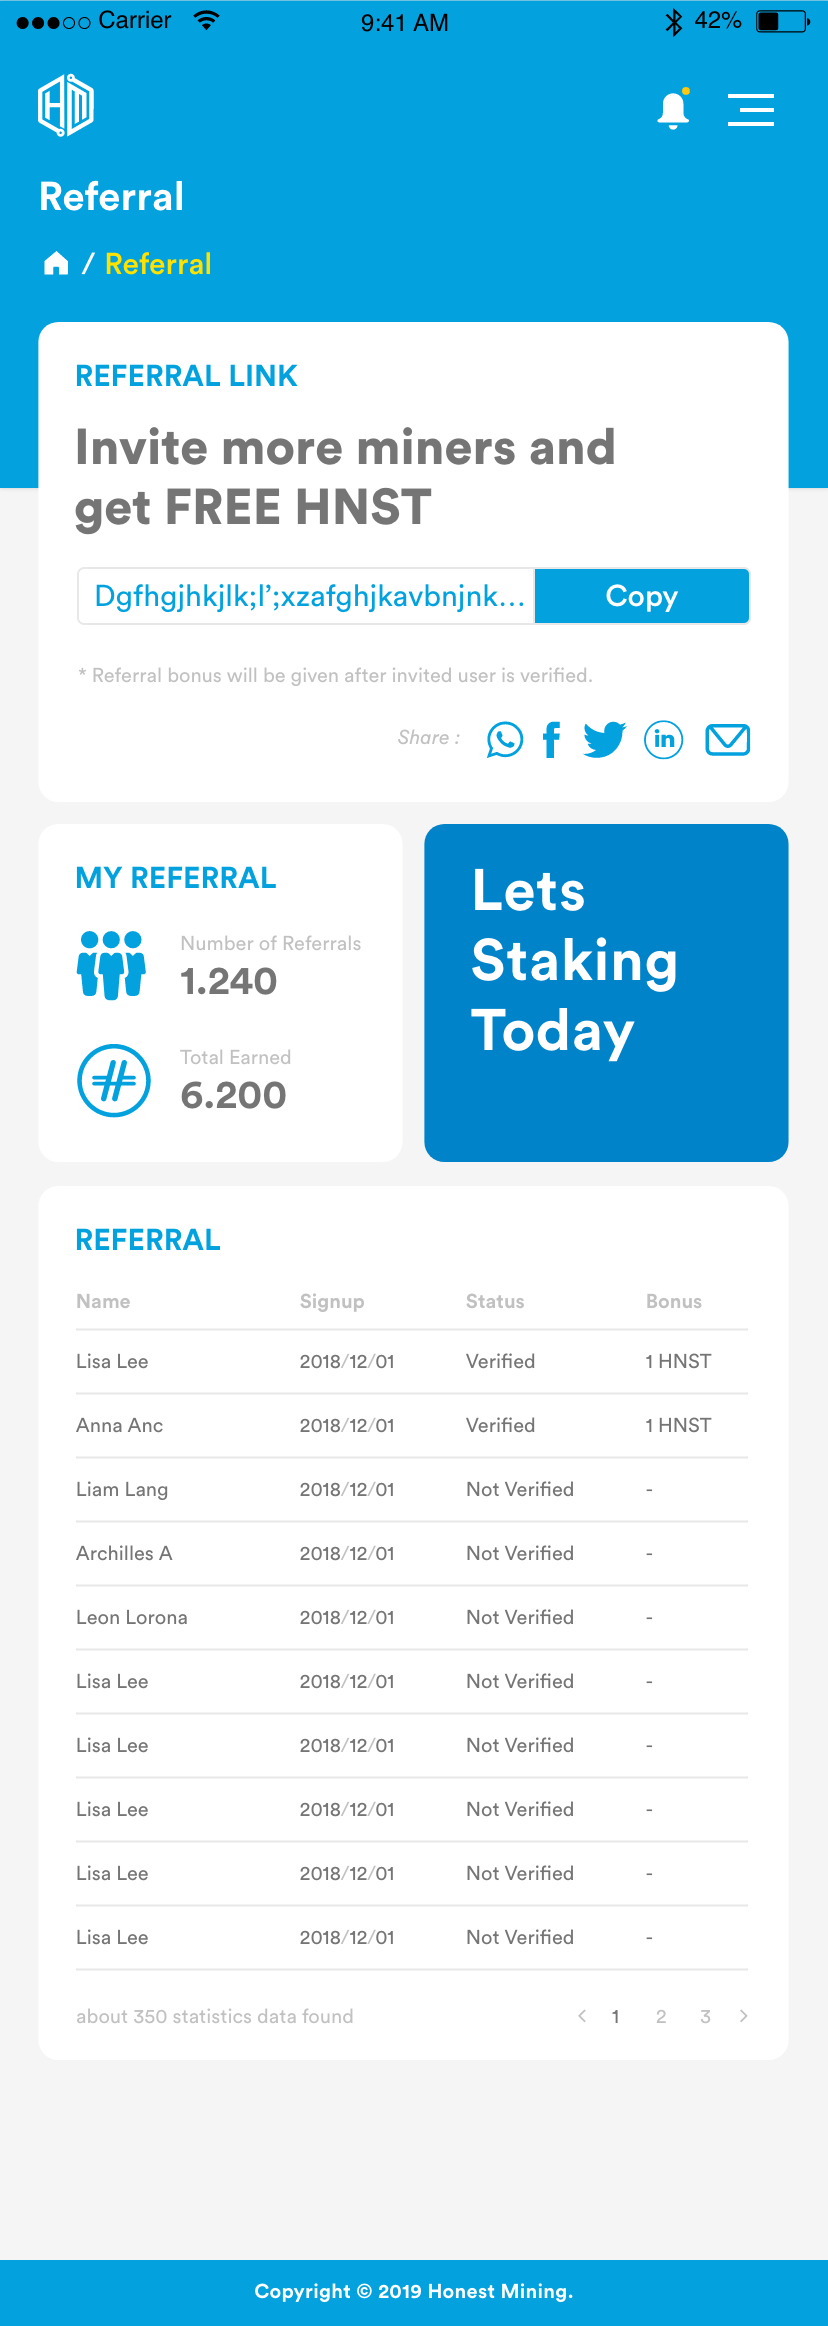 Carrier 9:41 AM 42%
HM
Referral
/ Referral
REFERRAL LINK
Invite more miners and
get FREE HNST
Dgfhgjhkjlk;l’;xzafghjkavbnjnk... Copy
* Referral bonus will be given after invited user is verified.
Share : f in
MY REFERRAL
Number of Referrals
1.240
Total Earned
6.200
Lets
Staking
Today
REFERRAL
Name Signup Status Bonus
Lisa Lee 2018/12/01 Verified 1 HNST
Anna Anc 2018/12/01 Verified 1 HNST
Liam Lang 2018/12/01 Not Verified -
Archilles A 2018/12/01 Not Verified -
Leon Lorona 2018/12/01 Not Verified -
Lisa Lee 2018/12/01 Not Verified -
Lisa Lee 2018/12/01 Not Verified -
Lisa Lee 2018/12/01 Not Verified -
Lisa Lee 2018/12/01 Not Verified -
Lisa Lee 2018/12/01 Not Verified -
about 350 statistics data found < 1 2 3 >
Copyright © 2019 Honest Mining.